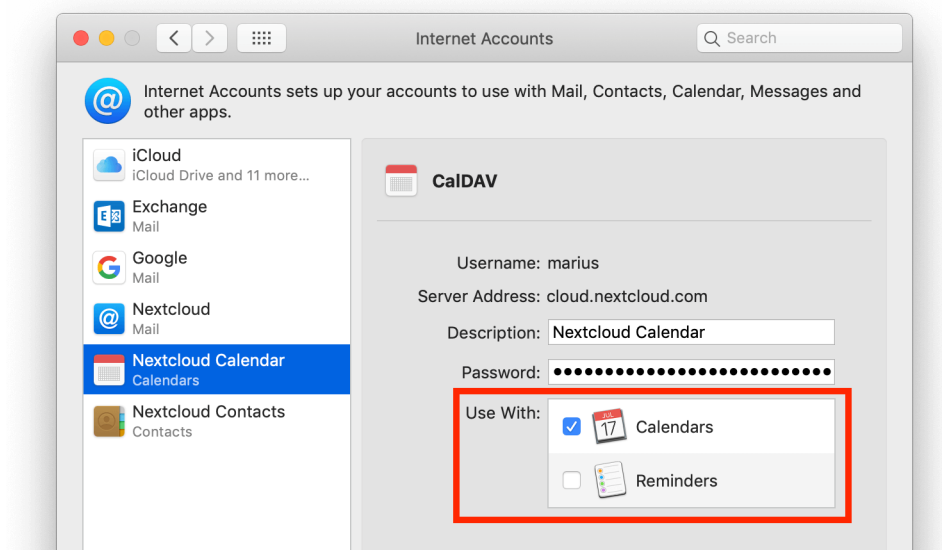 Internet Accounts
Search
Internet Accounts sets up your accounts to use with Mail, Contacts, Calendar, Messages and
other apps.
iCloud
iCloud Drive and 11 more...
Exchange
Mail
Google
Mail
Nextcloud
Mail
Nextcloud Calendar
Calendars
Nextcloud Contacts
Contacts
CalDAV
Username: marius
Server Address: cloud.nextcloud.com
Description: Nextcloud Calendar
Password: ●●●●●●●●●●●●●●●●●●●●●●●●●●●
Use With:
JUL
17
Calendars
Reminders